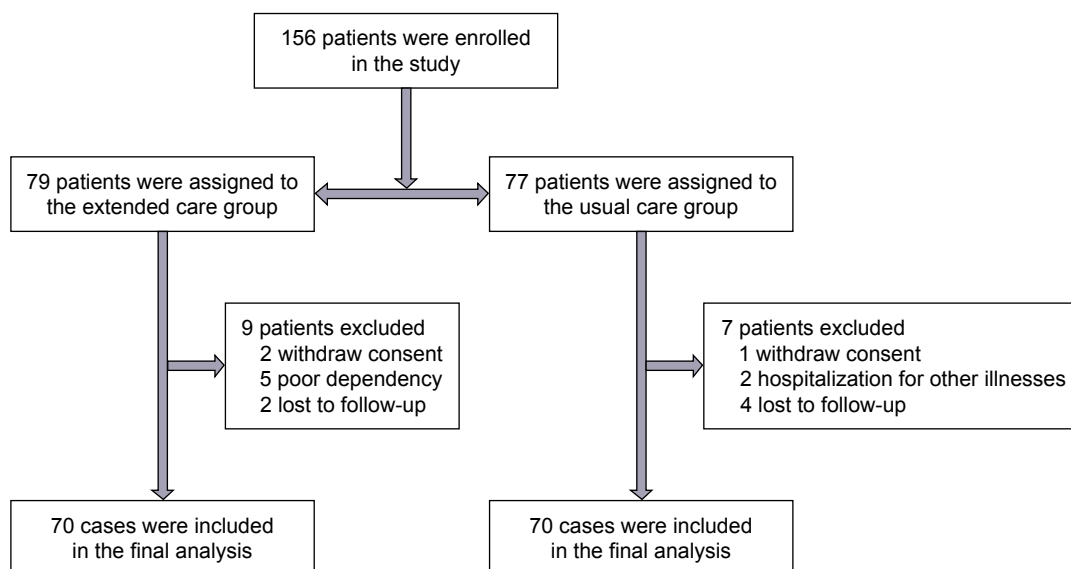 156 patients were enrolled
in the study
79 patients were assigned to
the extended care group
77 patients were assigned to
the usual care group
9 patients excluded
2 withdraw consent
5 poor dependency
2 lost to follow-up
7 patients excluded
1 withdraw consent
2 hospitalization for other illnesses
4 lost to follow-up
70 cases were included
in the final analysis
70 cases were included
in the final analysis